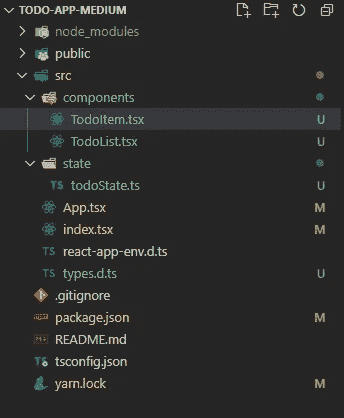 TODO-APP-MEDIUM
node_modules
public
src
components
TodoItem.tsx U
TodoList.tsx U
state
TS todoState.ts U
App.tsx M
index.tsx M
TS react-app-env.d.ts
TS types.d.ts U
.gitignore
package.json M
README.md
tsconfig.json
yarn.lock M